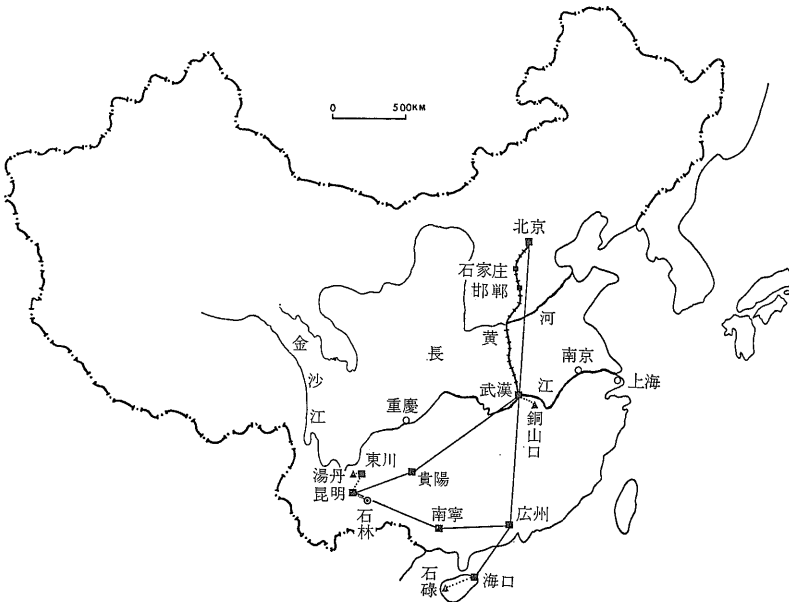 0 500KM
北京
石家庄
邯鄲
黄河
金沙江
長江
南京
上海
武漢
重慶
銅山口
東川
湯丹
昆明
貴陽
石林
南寧
広州
石碌
海口